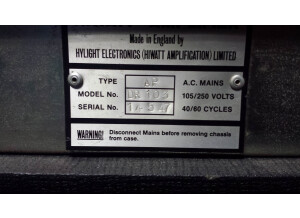 Made in England by
HYLIGHT ELECTRONICS (HIWATT AMPLIFICATION) LIMITED
TYPE AP A.C. MAINS
MODEL No. 105/250 VOLTS
SERIAL No. 40/60 CYCLES
WARNING! Disconnect Mains before removing chassis
from case.